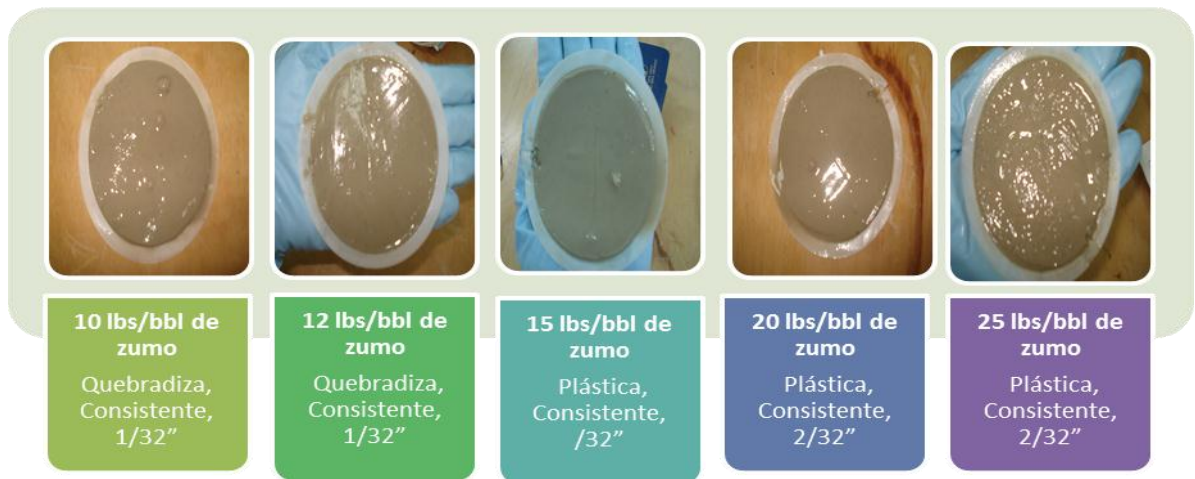 10 lbs/bbl de
zumo
Quebradiza,
Consistente,
1/32”
12 lbs/bbl de
zumo
Quebradiza,
Consistente,
1/32”
15 lbs/bbl de
zumo
Plástica,
Consistente,
/32”
20 lbs/bbl de
zumo
Plástica,
Consistente,
2/32”
25 lbs/bbl de
zumo
Plástica,
Consistente,
2/32”